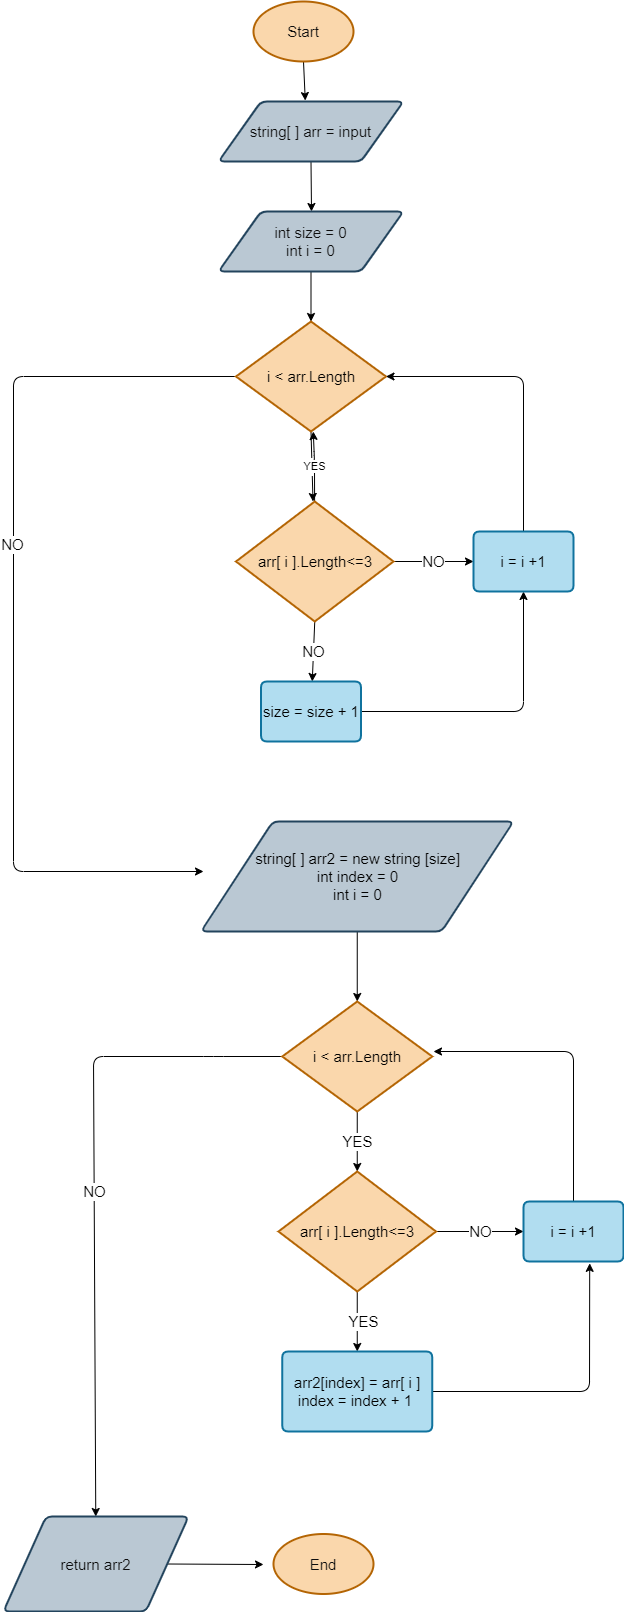 Start
string[ ] arr = input
int size = 0
int i = 0
i < arr.Length
YES
NO
arr[ i ].Length<=3
NO
i = i +1
NO
size = size + 1
string[ ] arr2 = new string [size]
int index = 0
int i = 0
i < arr.Length
YES
NO
arr[ i ].Length<=3
NO
i = i +1
YES
arr2[index] = arr[ i ]
index = index + 1
return arr2
End